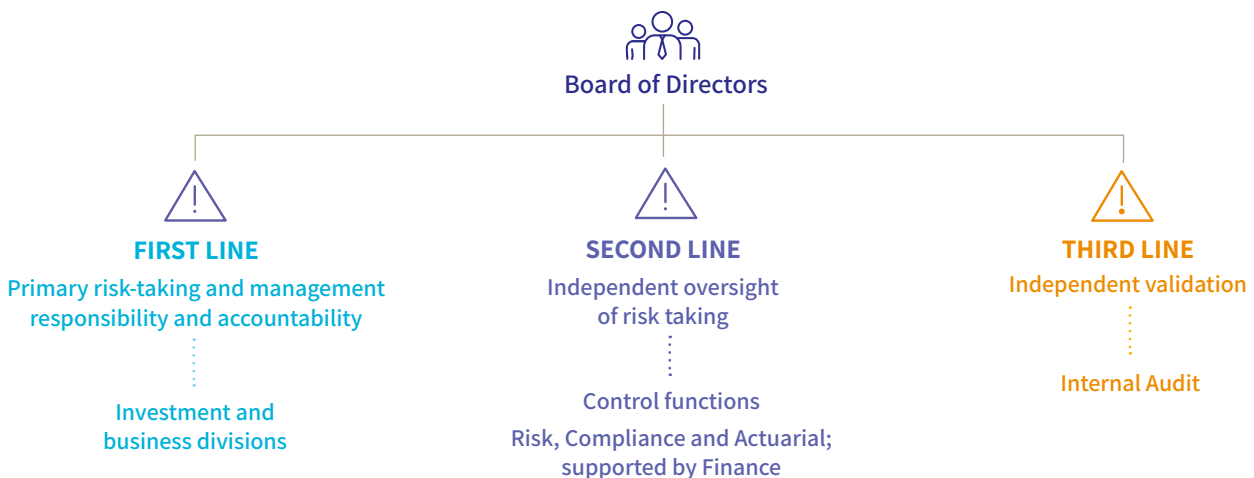 Board of Directors
FIRST LINE
Primary risk-taking and management
responsibility and accountability
Investment and
business divisions
SECOND LINE
Independent oversight
of risk taking
Control functions
Risk, Compliance and Actuarial;
supported by Finance
THIRD LINE
Independent validation
Internal Audit